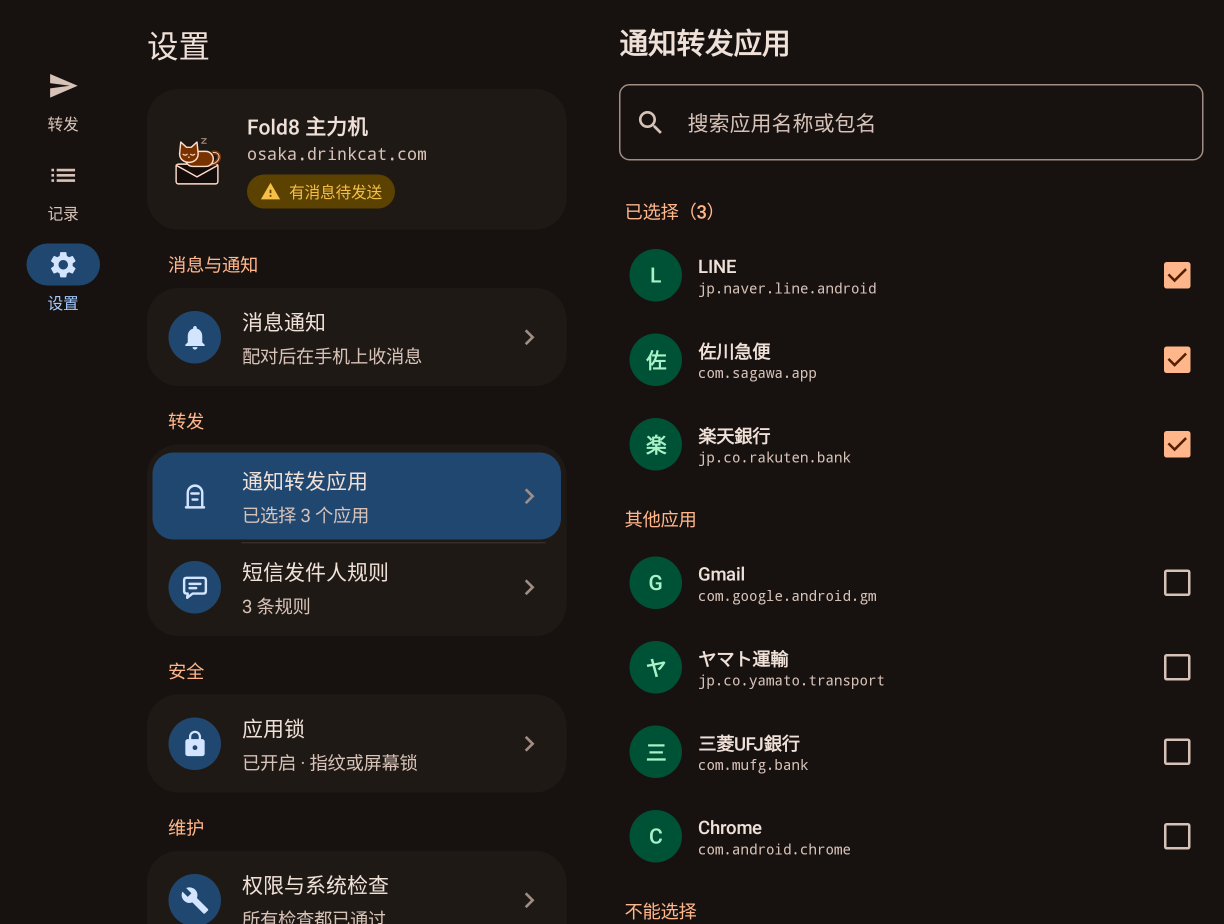 转发
记录
设置
设置
Fold8 主力机
osaka.drinkcat.com
有消息待发送
消息与通知
消息通知
配对后在手机上收消息
转发
通知转发应用
已选择 3 个应用
短信发件人规则
3 条规则
安全
应用锁
已开启 · 指纹或屏幕锁
维护
权限与系统检查
所有检查都已通过
通知转发应用
搜索应用名称或包名
已选择（3）
L
LINE
jp.naver.line.android
佐
佐川急便
com.sagawa.app
楽
楽天銀行
jp.co.rakuten.bank
其他应用
G
Gmail
com.google.android.gm
ヤ
ヤマト運輸
jp.co.yamato.transport
三
三菱UFJ銀行
com.mufg.bank
C
Chrome
com.android.chrome
不能选择